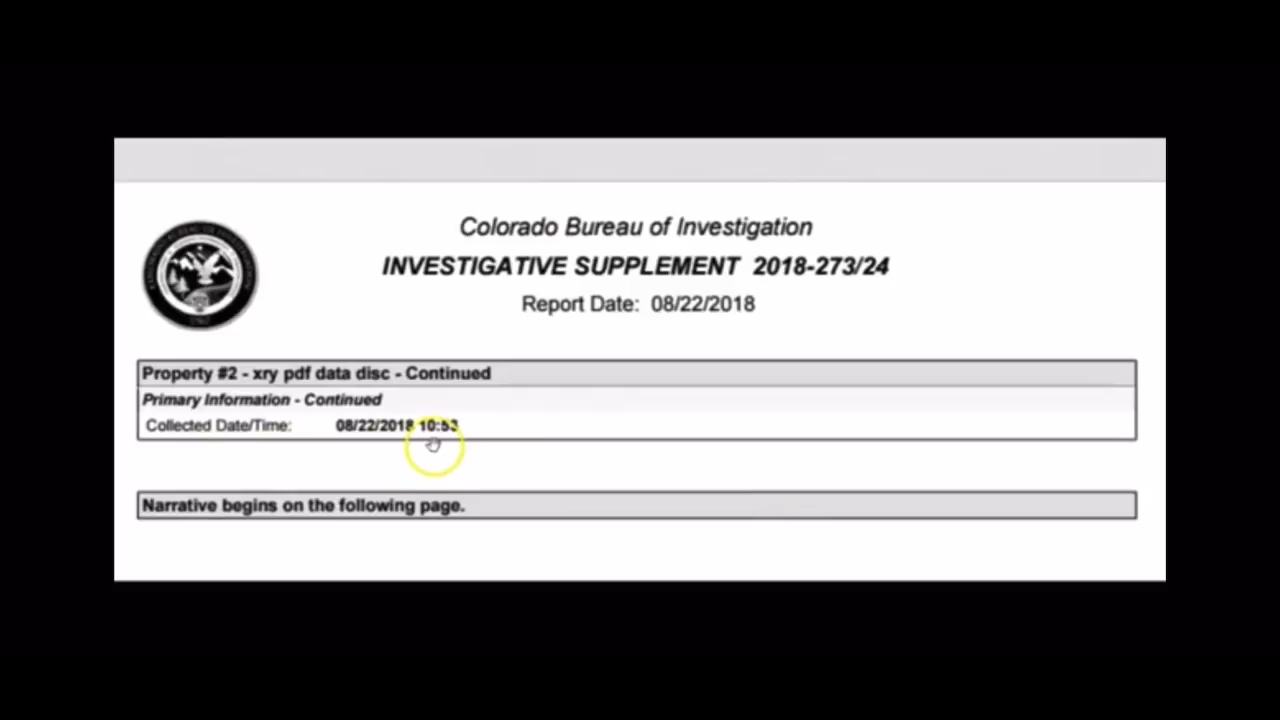 Colorado Bureau of Investigation
INVESTIGATIVE SUPPLEMENT 2018-273/24
Report Date: 08/22/2018
Property #2 - xry pdf data disc - Continued
Primary Information - Continued
Collected Date/Time: 08/22/2018 10:53
Narrative begins on the following page.